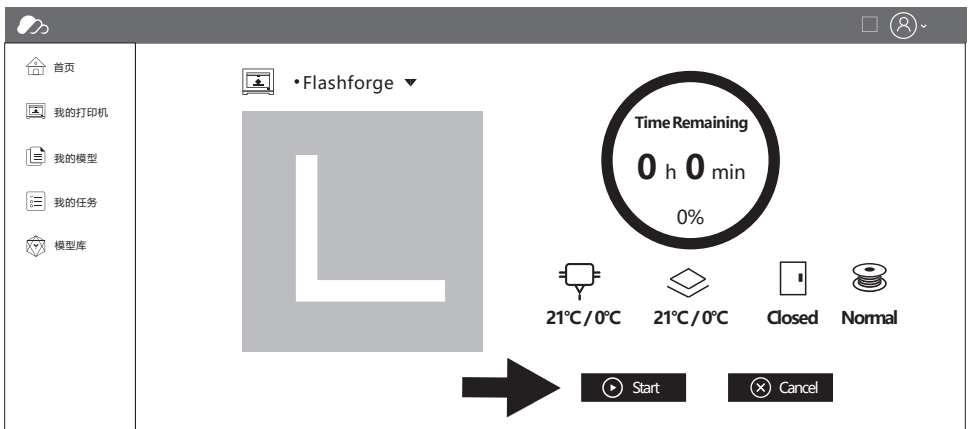 首页
我的打印机
我的模型
我的任务
模型库
•Flashforge ▼
Time Remaining
0 h 0 min
0%
21℃/0℃
21℃/0℃
Closed
Normal
Start
Cancel